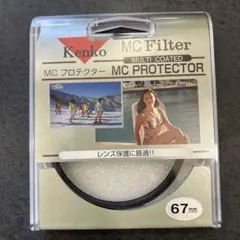 Kenko
MC Filter
MULTI COATED
MC プロテクター
MC PROTECTOR
レンズ保護に最適!!
67mm